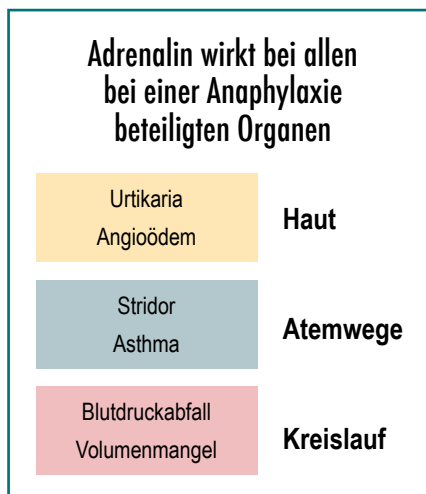 Adrenalin wirkt bei allen
bei einer Anaphylaxie
beteiligten Organen
Urtikaria
Angioödem
Haut
Stridor
Asthma
Atemwege
Blutdruckabfall
Volumenmangel
Kreislauf